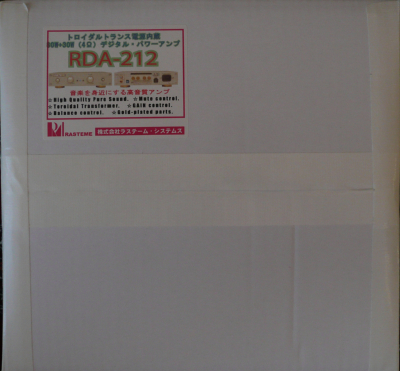 トロイダルトランス電源内蔵
80W+80W (4Ω) デジタル・パワーアンプ
RDA-212
音楽を身辺にする高音質アンプ
☆High Quality Pure Sound. ☆Mute control.
☆Toroidal Transformer. ☆GAIN control.
☆Balance control. ☆Gold-plated parts.
RASTEME 株式会社ラステーム・システムズ